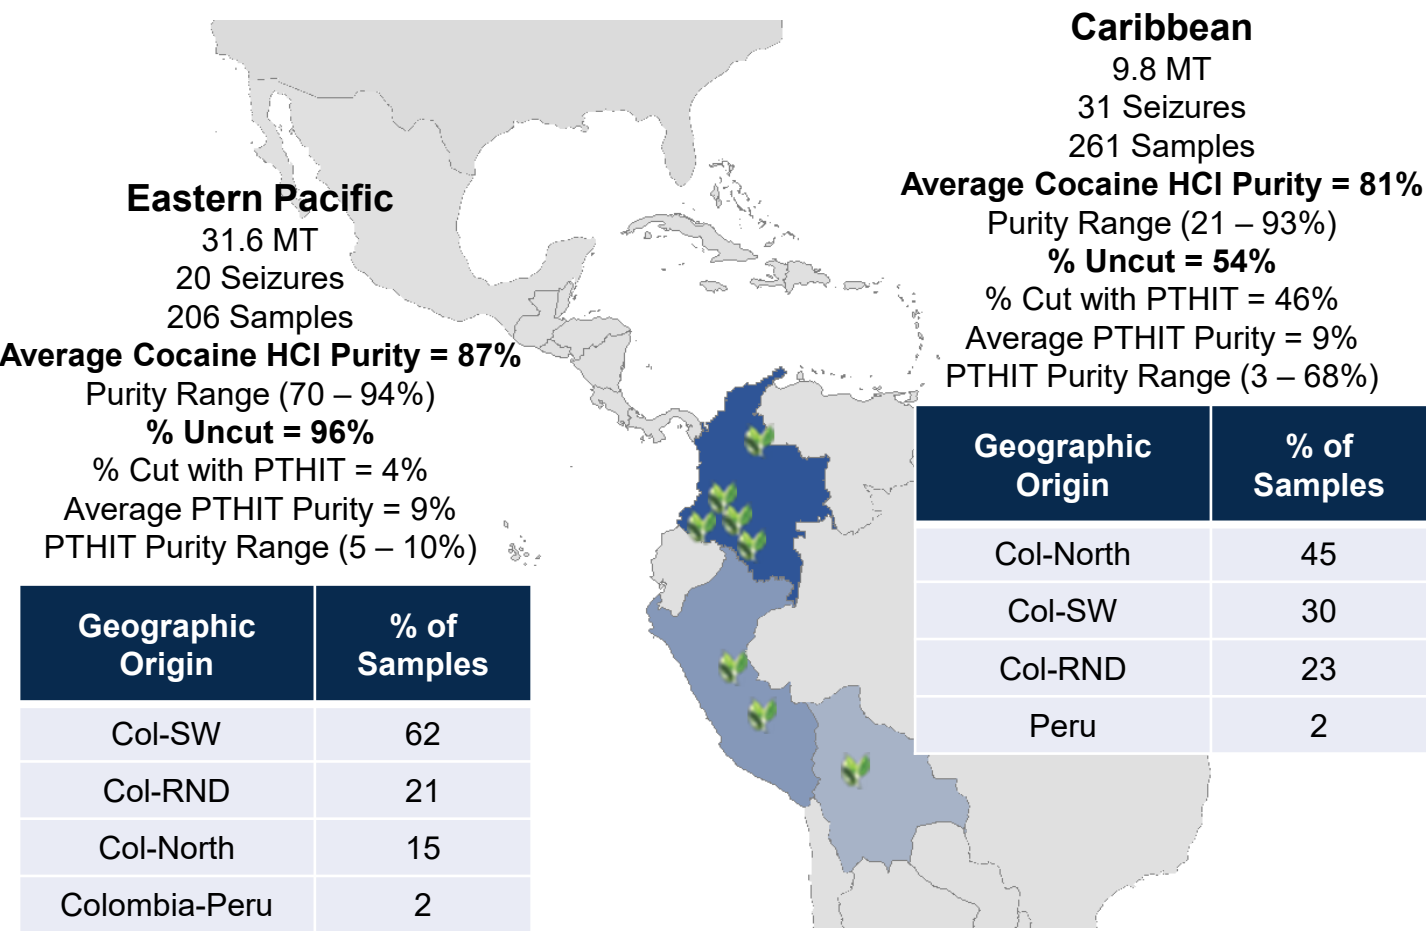 Eastern Pacific
31.6 MT
20 Seizures
206 Samples
Average Cocaine HCl Purity = 87%
Purity Range (70 – 94%)
% Uncut = 96%
% Cut with PTHIT = 4%
Average PTHIT Purity = 9%
PTHIT Purity Range (5 – 10%)
Geographic Origin % of Samples
Col-SW 62
Col-RND 21
Col-North 15
Colombia-Peru 2
Caribbean
9.8 MT
31 Seizures
261 Samples
Average Cocaine HCl Purity = 81%
Purity Range (21 – 93%)
% Uncut = 54%
% Cut with PTHIT = 46%
Average PTHIT Purity = 9%
PTHIT Purity Range (3 – 68%)
Geographic Origin % of Samples
Col-North 45
Col-SW 30
Col-RND 23
Peru 2